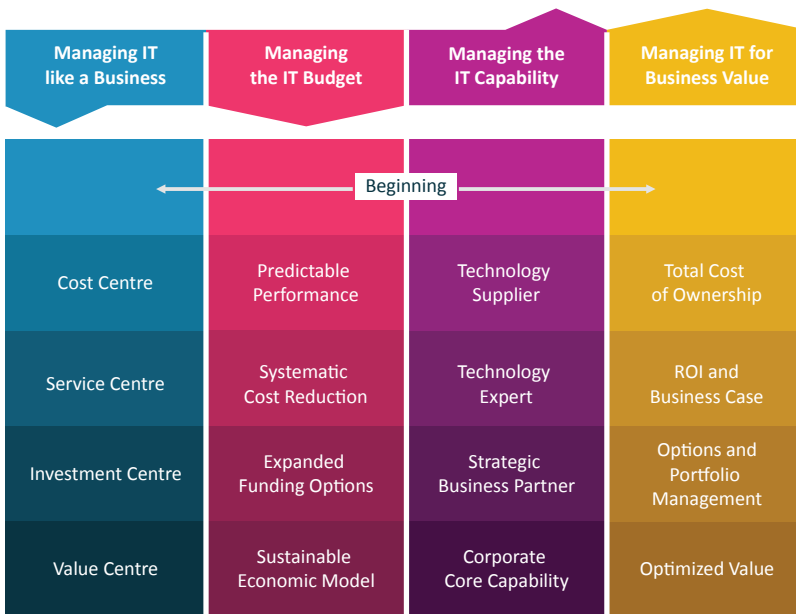 Managing IT
like a Business
Managing
the IT Budget
Managing the
IT Capability
Managing IT for
Business Value
Beginning
Cost Centre
Predictable
Performance
Technology
Supplier
Total Cost
of Ownership
Service Centre
Systematic
Cost Reduction
Technology
Expert
ROI and
Business Case
Investment Centre
Expanded
Funding Options
Strategic
Business Partner
Options and
Portfolio
Management
Value Centre
Sustainable
Economic Model
Corporate
Core Capability
Optimized Value